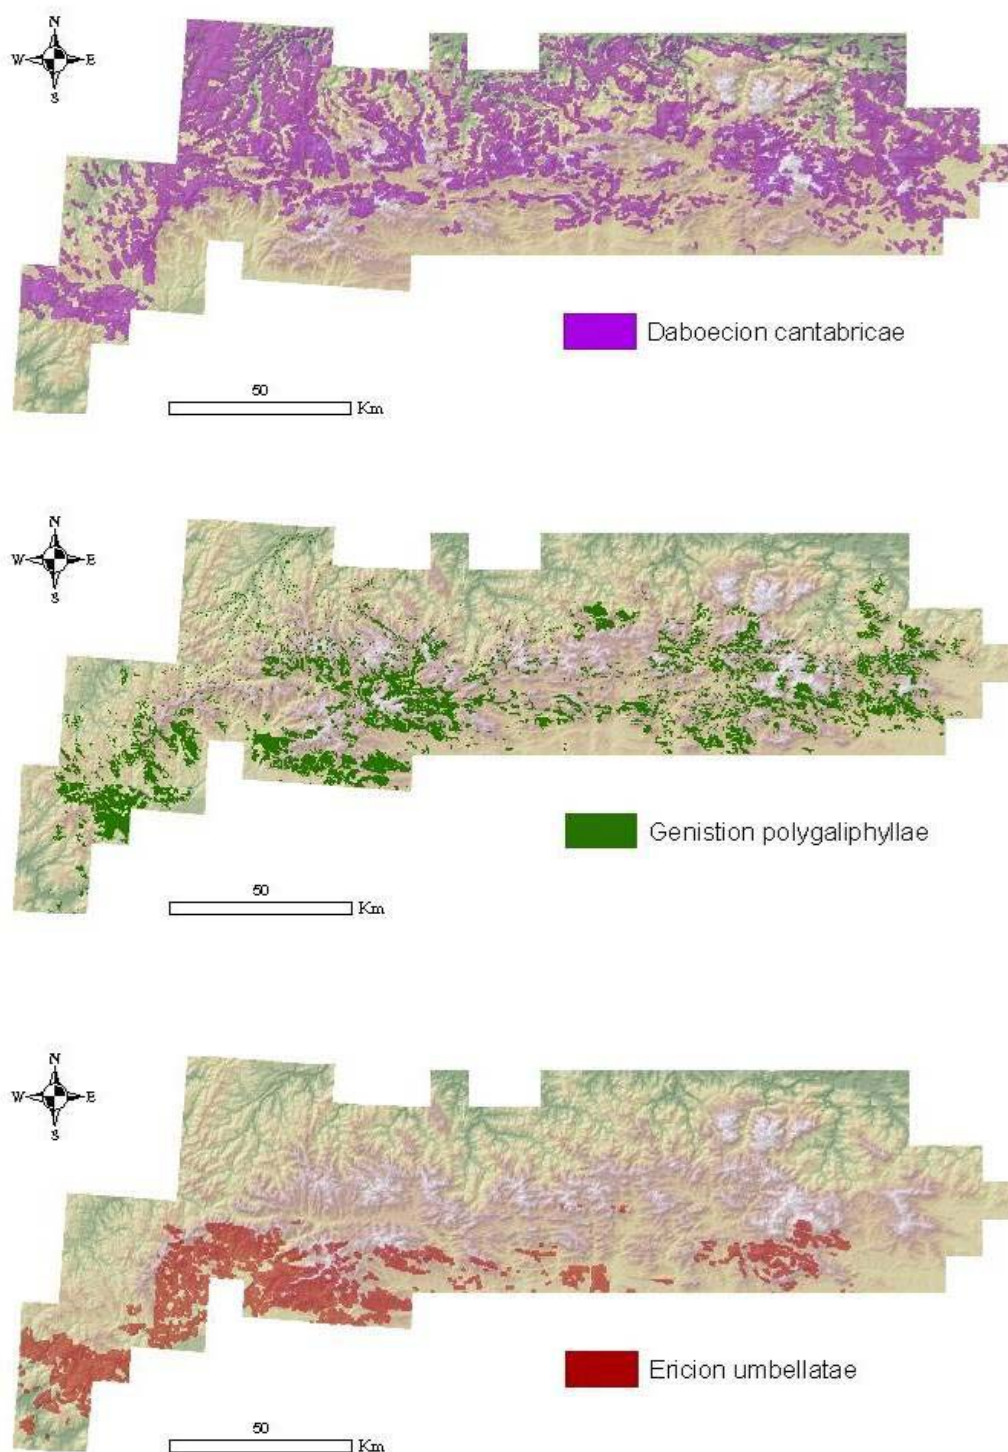 N
W E
S
Daboecion cantabricae
50
Km
N
W E
S
Genistion polygaliphyllae
50
Km
N
W E
S
Ericion umbellatae
50
Km